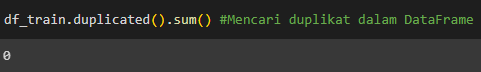 df_train.duplicated().sum() #Mencari duplikat dalam DataFrame
0